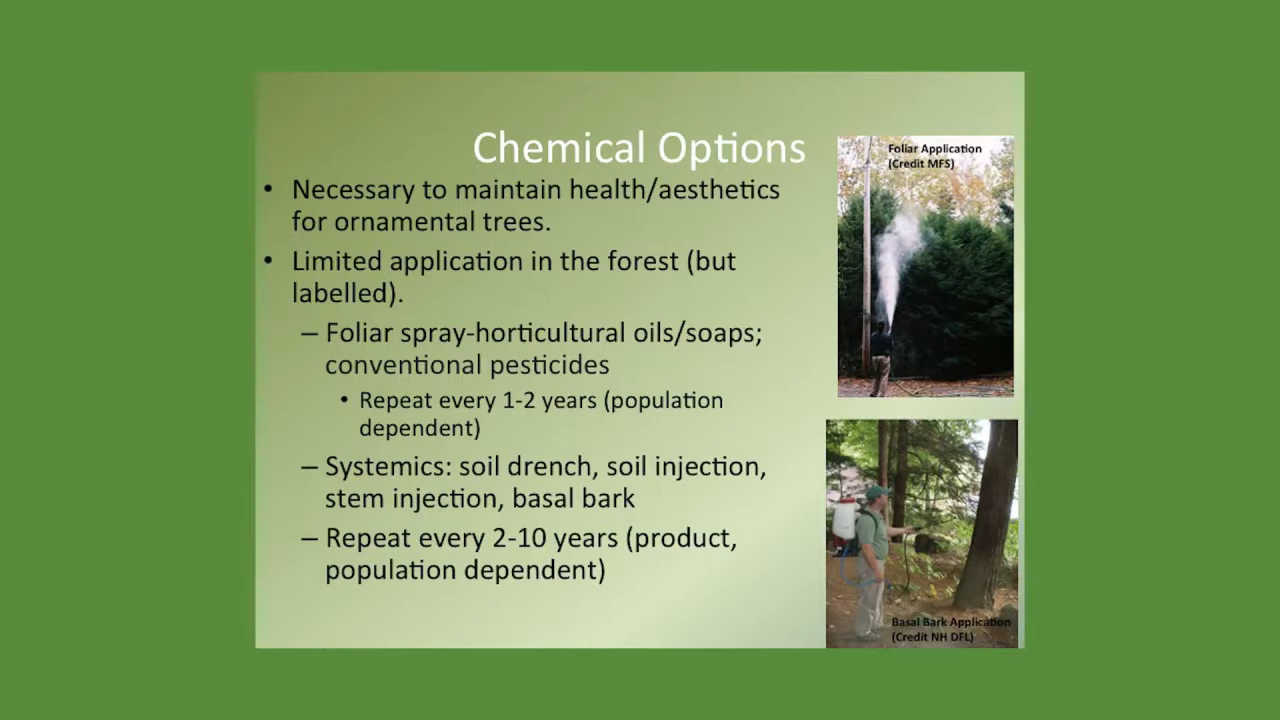 Chemical Options
• Necessary to maintain health/aesthetics
for ornamental trees.
• Limited application in the forest (but
labelled).
– Foliar spray-horticultural oils/soaps;
conventional pesticides
• Repeat every 1-2 years (population
dependent)
– Systemics: soil drench, soil injection,
stem injection, basal bark
– Repeat every 2-10 years (product,
population dependent)
Foliar Application
(Credit MFS)
Basal Bark Application
(Credit NH DFL)